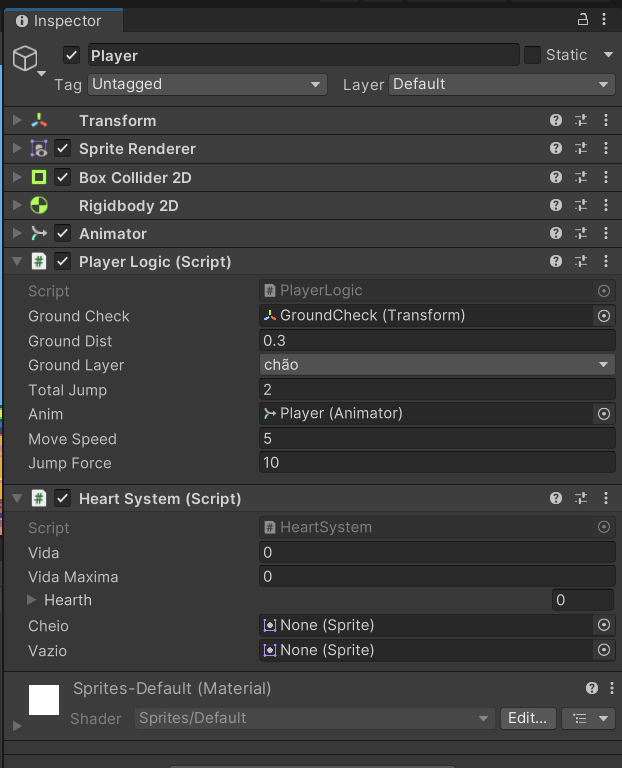 Inspector
Player
Static
Tag Untagged Layer Default
Transform
Sprite Renderer
Box Collider 2D
Rigidbody 2D
Animator
Player Logic (Script)
Script PlayerLogic
Ground Check GroundCheck (Transform)
Ground Dist 0.3
Ground Layer chão
Total Jump 2
Anim Player (Animator)
Move Speed 5
Jump Force 10
Heart System (Script)
Script HeartSystem
Vida 0
Vida Maxima 0
Hearth 0
Cheio None (Sprite)
Vazio None (Sprite)
Sprites-Default (Material)
Shader Sprites/Default Edit...